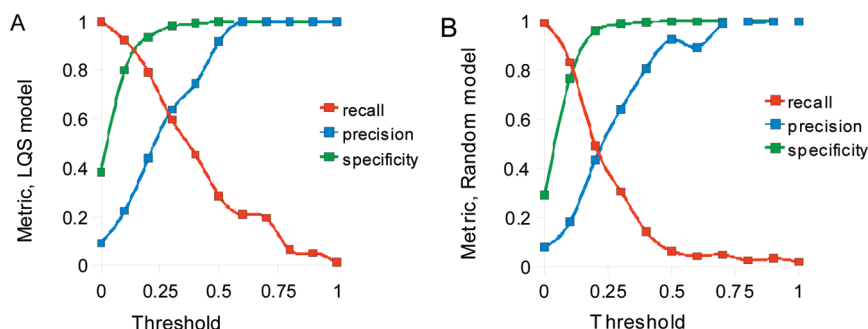 A
Metric, LQS model
1
0.8
0.6
0.4
0.2
0
0
0.25
0.5
0.75
1
Threshold
recall
precision
specificity
B
Metric, Random model
1
0.8
0.6
0.4
0.2
0
0
0.25
0.5
0.75
1
Threshold
recall
precision
specificity